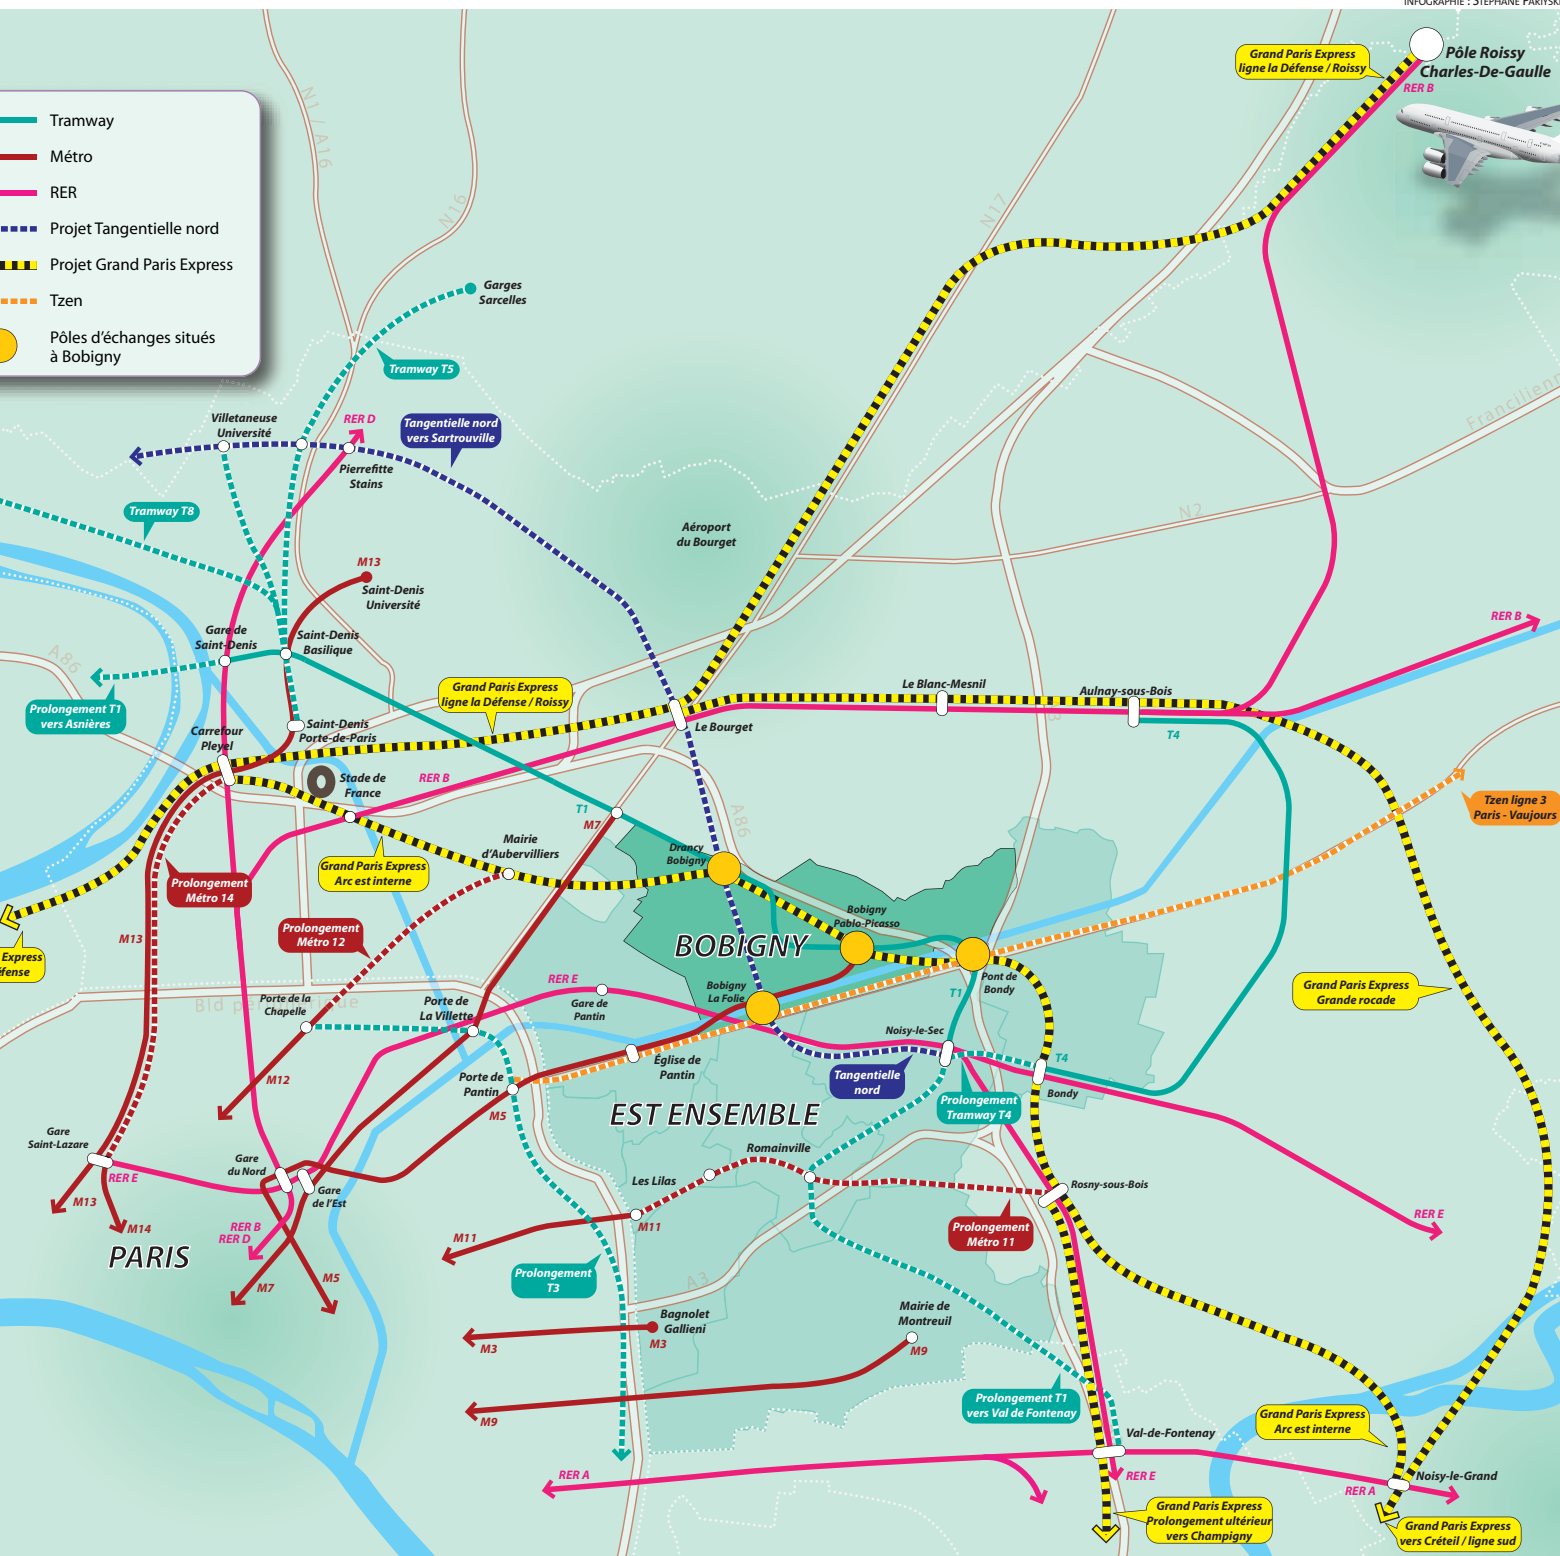 INFOGRAPHIE : STÉPHANE PARIYSKI
Grand Paris Express
ligne la Défense / Roissy
Pôle Roissy
Charles-De-Gaulle
RER B
Tramway
Métro
RER
Projet Tangentielle nord
Projet Grand Paris Express
Tzen
Pôles d'échanges situés
à Bobigny
N1 / A16
N16
N17
Garges
Sarcelles
Tramway T5
Francilienne
Villetaneuse
Université
RER D
Tangentielle nord
vers Sartrouville
Pierrefitte
Stains
Tramway T8
N2
Aéroport
du Bourget
M13
Saint-Denis
Université
RER B
Gare de
Saint-Denis
Saint-Denis
Basilique
A86
Prolongement T1
vers Asnières
Grand Paris Express
ligne la Défense / Roissy
Le Blanc-Mesnil
Aulnay-sous-Bois
Carrefour
Pleyel
Saint-Denis
Porte-de-Paris
Le Bourget
T4
Stade de
France
RER B
Tzen ligne 3
Paris - Vaujours
T1
M7
A86
Mairie
d'Aubervilliers
Drancy
Bobigny
Grand Paris Express
Arc est interne
Prolongement
Métro 14
Bobigny
Pablo-Picasso
Prolongement
Métro 12
M13
BOBIGNY
Express
RER E
Gare de
Pantin
Bobigny
La Folie
Pont de
Bondy
T1
Grand Paris Express
Grande rocade
Bld périphérique
Porte de la
Chapelle
Porte de
La Villette
Noisy-le-Sec
Église de
Pantin
T4
M12
Porte de
Pantin
Tangentielle
nord
Bondy
M5
EST ENSEMBLE
Prolongement
Tramway T4
Gare
Saint-Lazare
Gare
du Nord
Romainville
RER E
Les Lilas
Rosny-sous-Bois
M13
Gare
de l'Est
M14
RER B
RER D
M11
M11
Prolongement
Métro 11
RER E
PARIS
M7
M5
Prolongement
T3
A3
Bagnolet
Gallieni
M3
M3
Mairie de
Montreuil
M9
M9
Prolongement T1
vers Val de Fontenay
Grand Paris Express
Arc est interne
Val-de-Fontenay
RER A
RER E
Noisy-le-Grand
RER A
Grand Paris Express
Prolongement ultérieur
vers Champigny
Grand Paris Express
vers Créteil / ligne sud